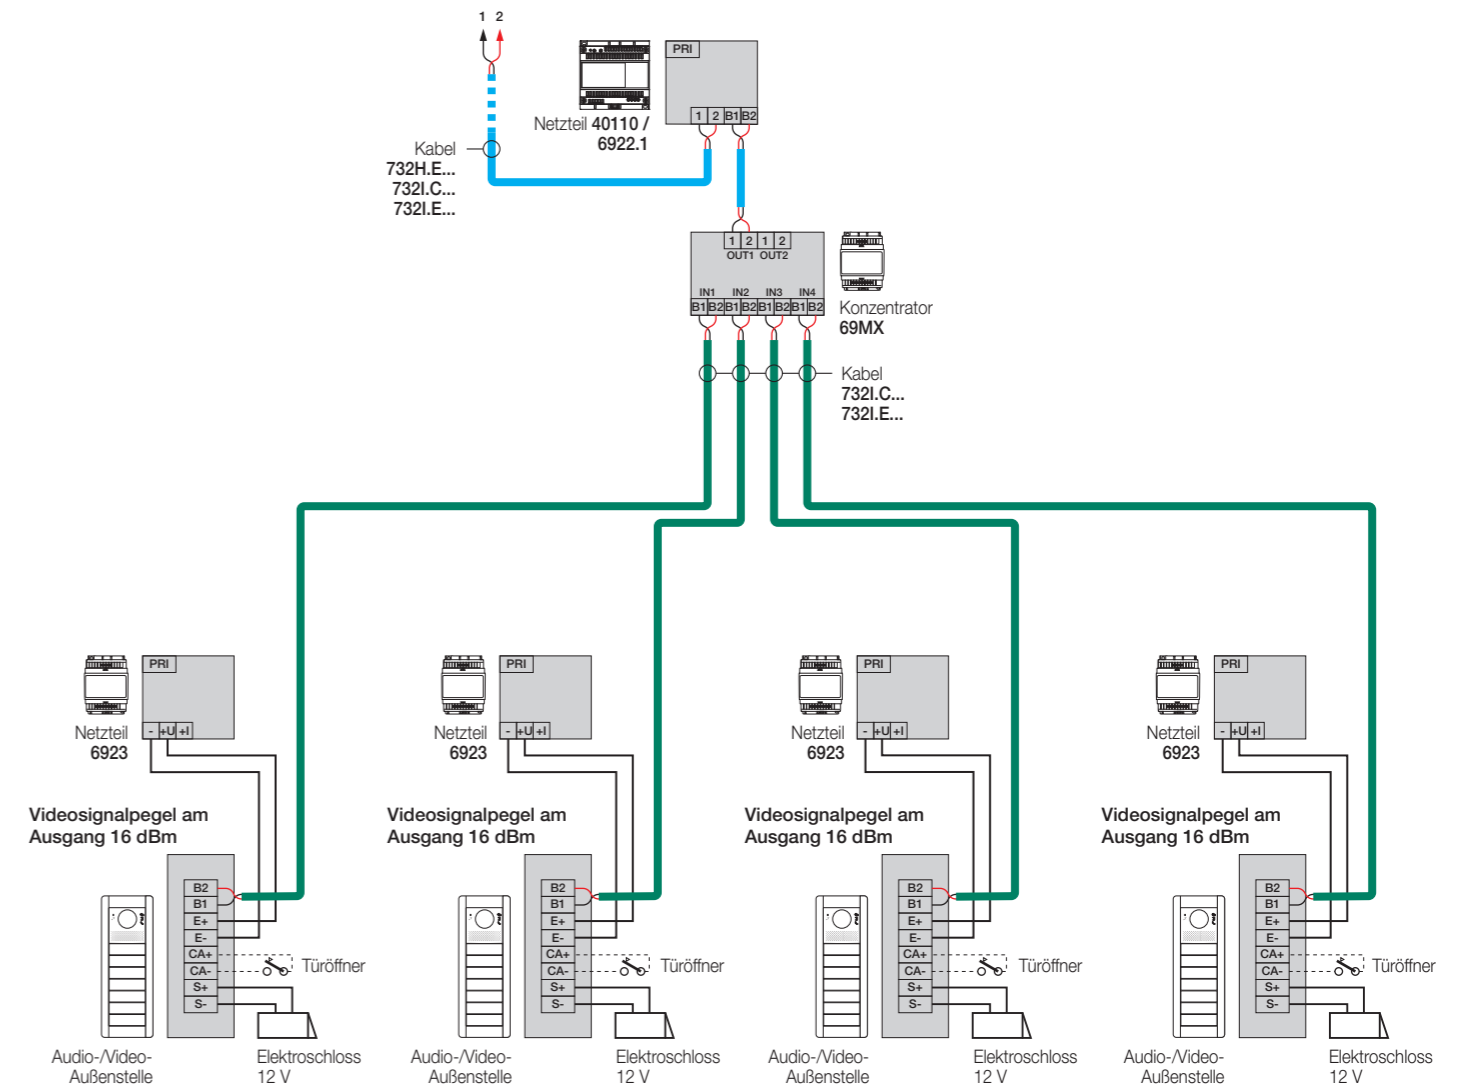 1 2
PRI
1 2 B1 B2
Netzteil 40110 /
6922.1
Kabel
732H.E...
732I.C...
732I.E...
1 2 1 2
OUT1 OUT2
IN1 IN2 IN3 IN4
B1 B2 B1 B2 B1 B2 B1 B2
Konzentrator
69MX
Kabel
732I.C...
732I.E...
PRI
- +U +I
Netzteil
6923
Videosignalpegel am
Ausgang 16 dBm
B2
B1
E+
E-
CA+
CA-
S+
S-
Türöffner
Audio-/Video-
Außenstelle
Elektroschloss
12 V
PRI
- +U +I
Netzteil
6923
Videosignalpegel am
Ausgang 16 dBm
B2
B1
E+
E-
CA+
CA-
S+
S-
Türöffner
Audio-/Video-
Außenstelle
Elektroschloss
12 V
PRI
- +U +I
Netzteil
6923
Videosignalpegel am
Ausgang 16 dBm
B2
B1
E+
E-
CA+
CA-
S+
S-
Türöffner
Audio-/Video-
Außenstelle
Elektroschloss
12 V
PRI
- +U +I
Netzteil
6923
Videosignalpegel am
Ausgang 16 dBm
B2
B1
E+
E-
CA+
CA-
S+
S-
Türöffner
Audio-/Video-
Außenstelle
Elektroschloss
12 V